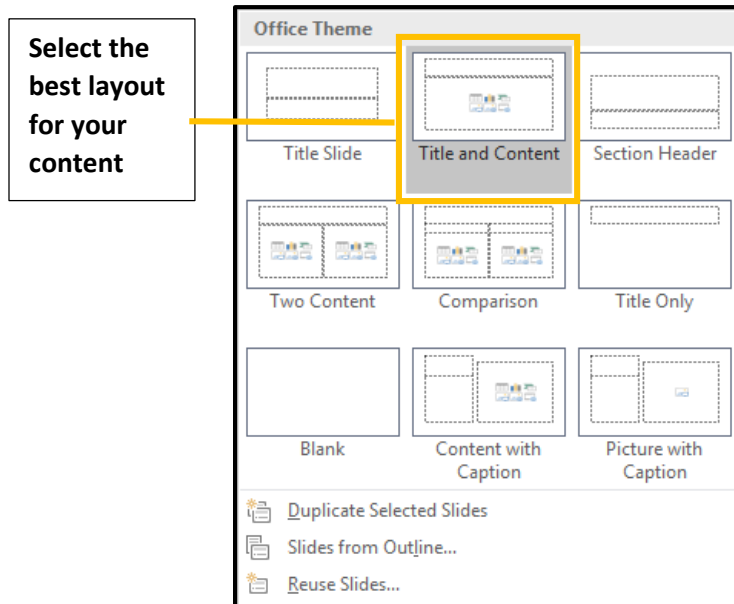 Select the
best layout
for your
content
Office Theme
Title Slide
Title and Content
Section Header
Two Content
Comparison
Title Only
Blank
Content with
Caption
Picture with
Caption
Duplicate Selected Slides
Slides from Outline...
Reuse Slides...